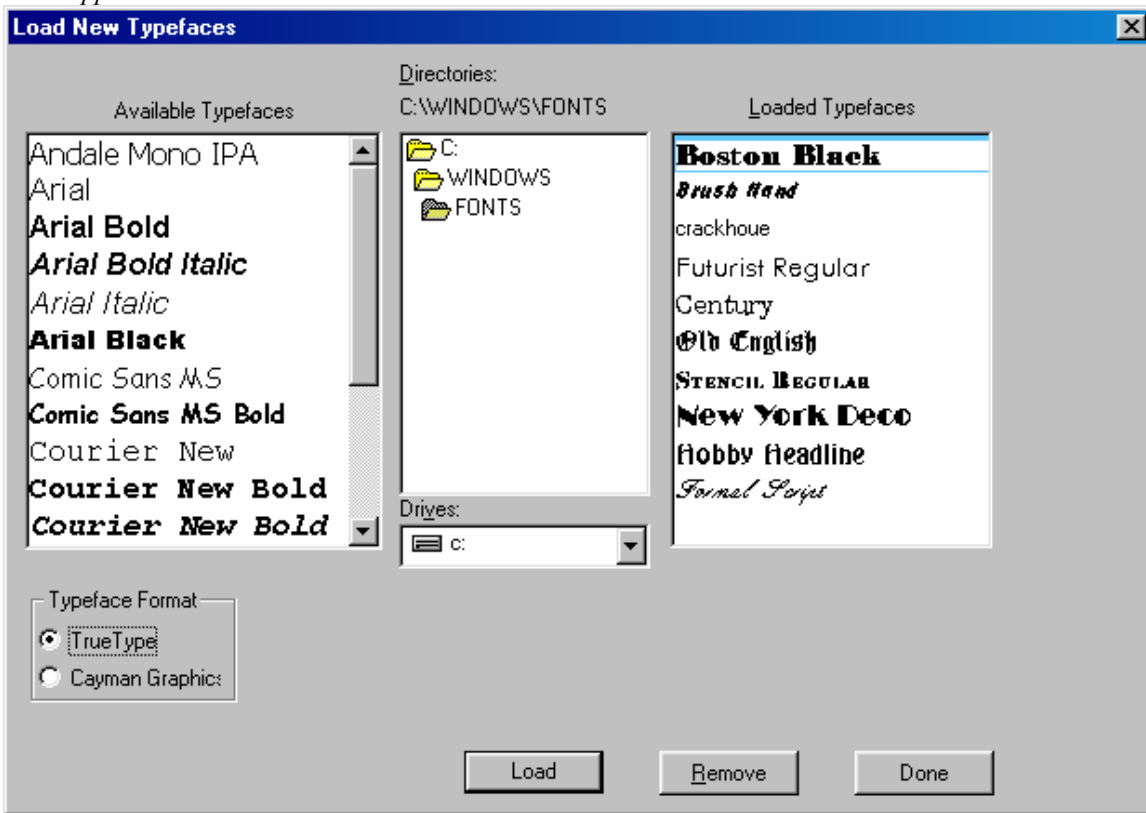 Load New Typefaces
Directories:
Available Typefaces
C:\WINDOWS\FONTS
Loaded Typefaces
Andale Mono IPA
Arial
Arial Bold
Arial Bold Italic
Arial Italic
Arial Black
Comic Sans MS
Comic Sans MS Bold
Courier New
Courier New Bold
Courier New Bold
C:
WINDOWS
FONTS
Drives:
c:
Boston Black
Brush Hand
crackhoue
Futurist Regular
Century
Old English
Stencil Regular
New York Deco
Hobby Headline
Formal Script
Typeface Format
TrueType
Cayman Graphics
Load
Remove
Done